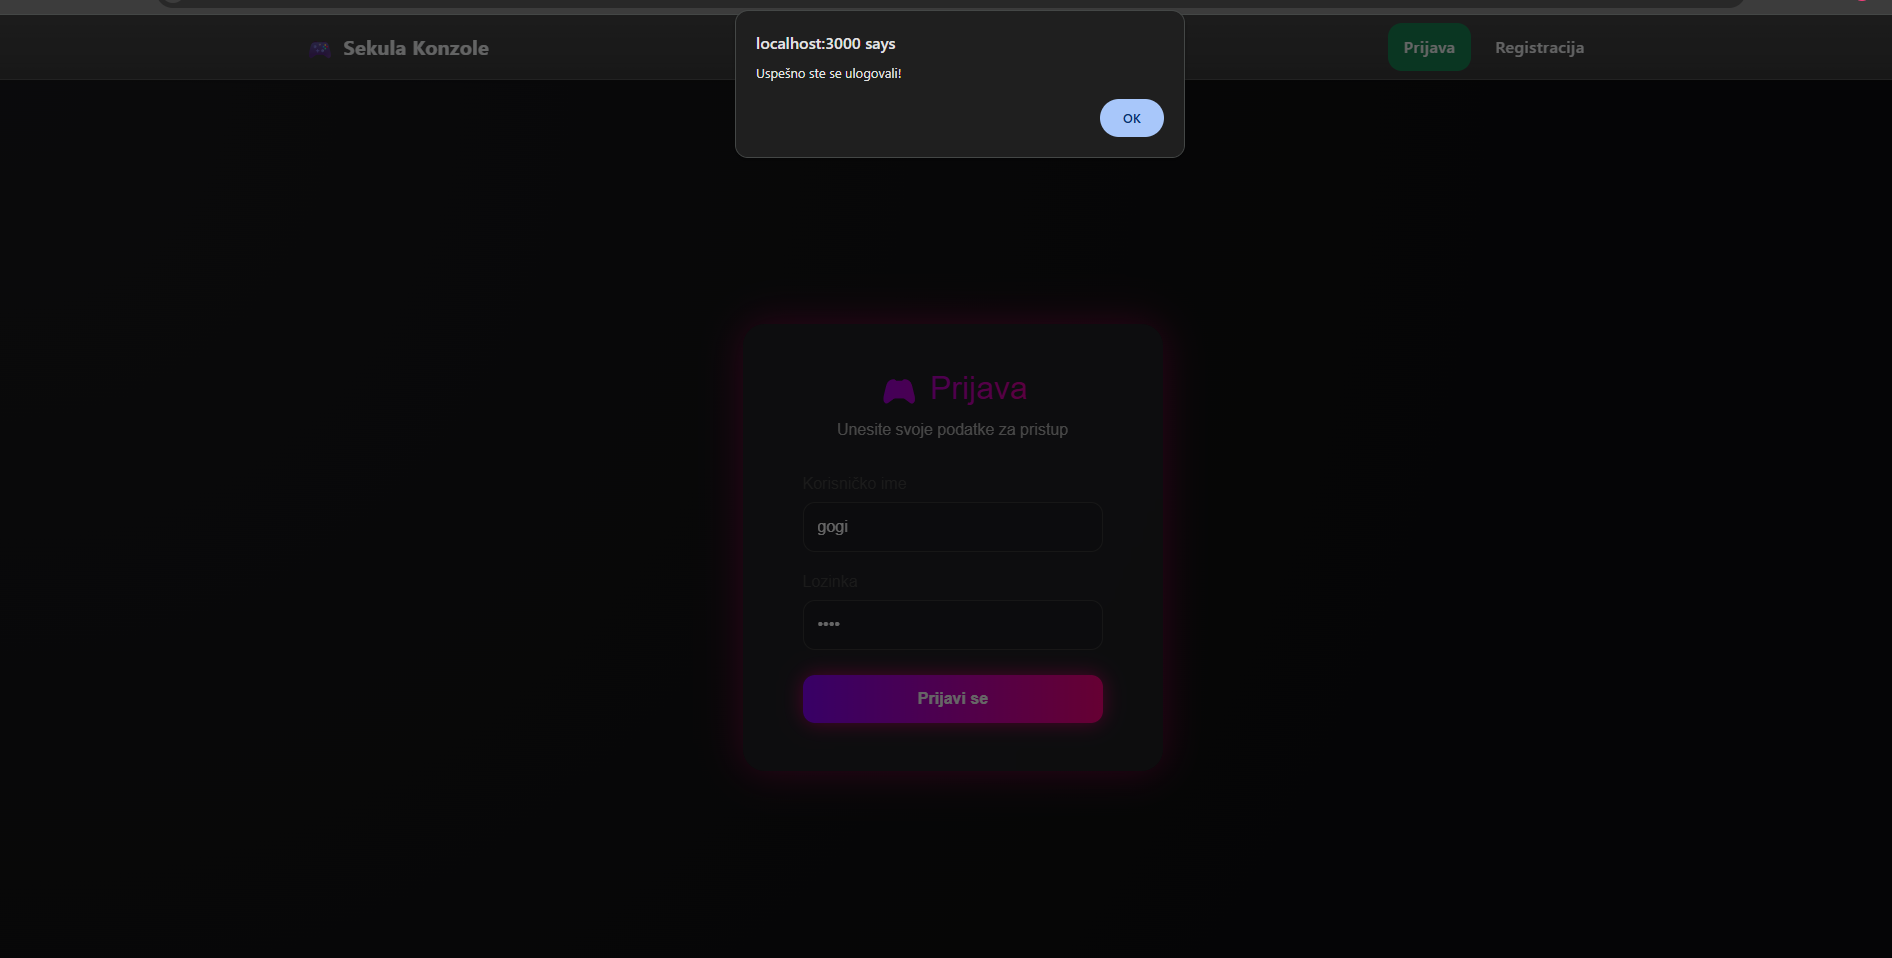 localhost:3000 says
Uspešno ste se ulogovali!
OK
Sekula Konzole
Prijava
Registracija
Prijava
Unesite svoje podatke za pristup
Korisničko ime
gogi
Lozinka
••••
Prijavi se